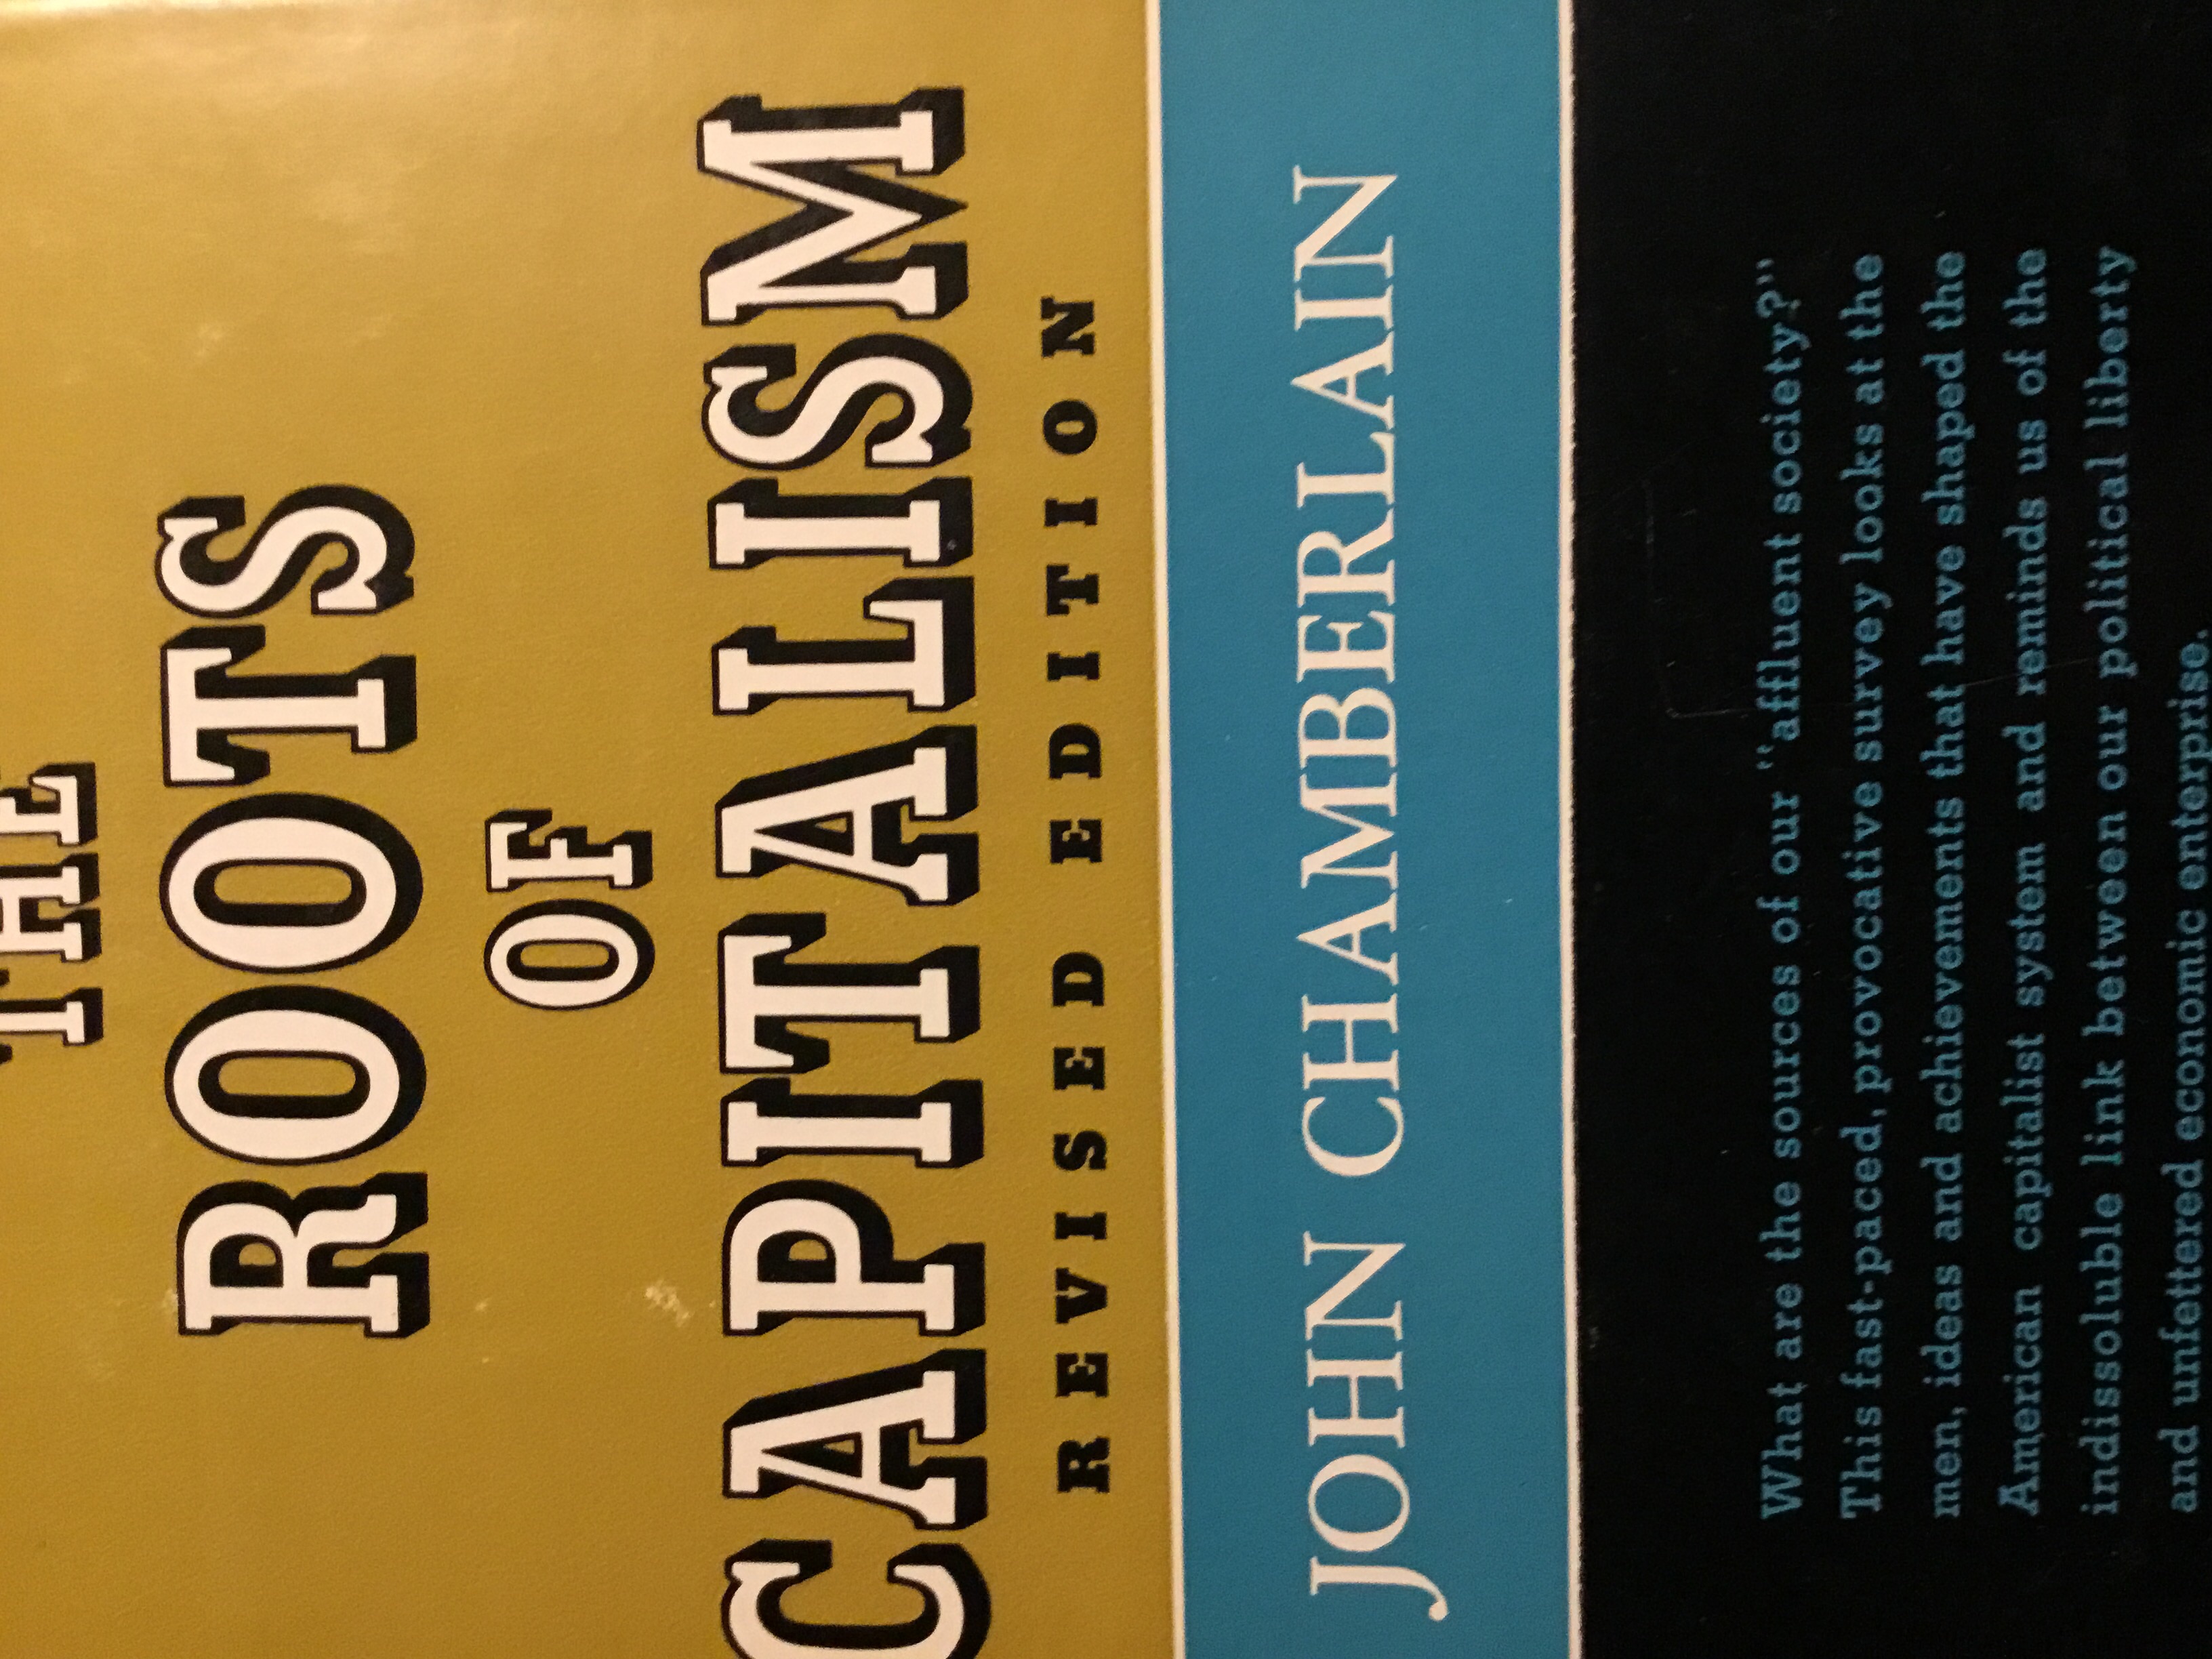 THE
ROOTS
OF
CAPITALISM
REVISED EDITION
JOHN CHAMBERLAIN
What are the sources of our "affluent society?"
This fast-paced, provocative survey looks at the
men, ideas and achievements that have shaped the
American capitalist system and reminds us of the
indissoluble link between our political liberty
and unfettered economic enterprise.